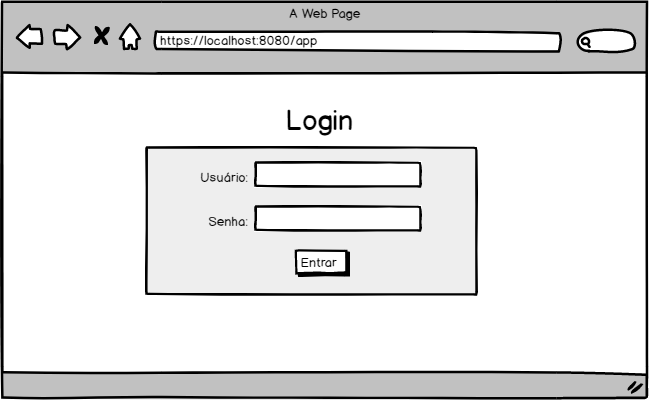 A Web Page
https://localhost:8080/app
Login
Usuário:
Senha:
Entrar